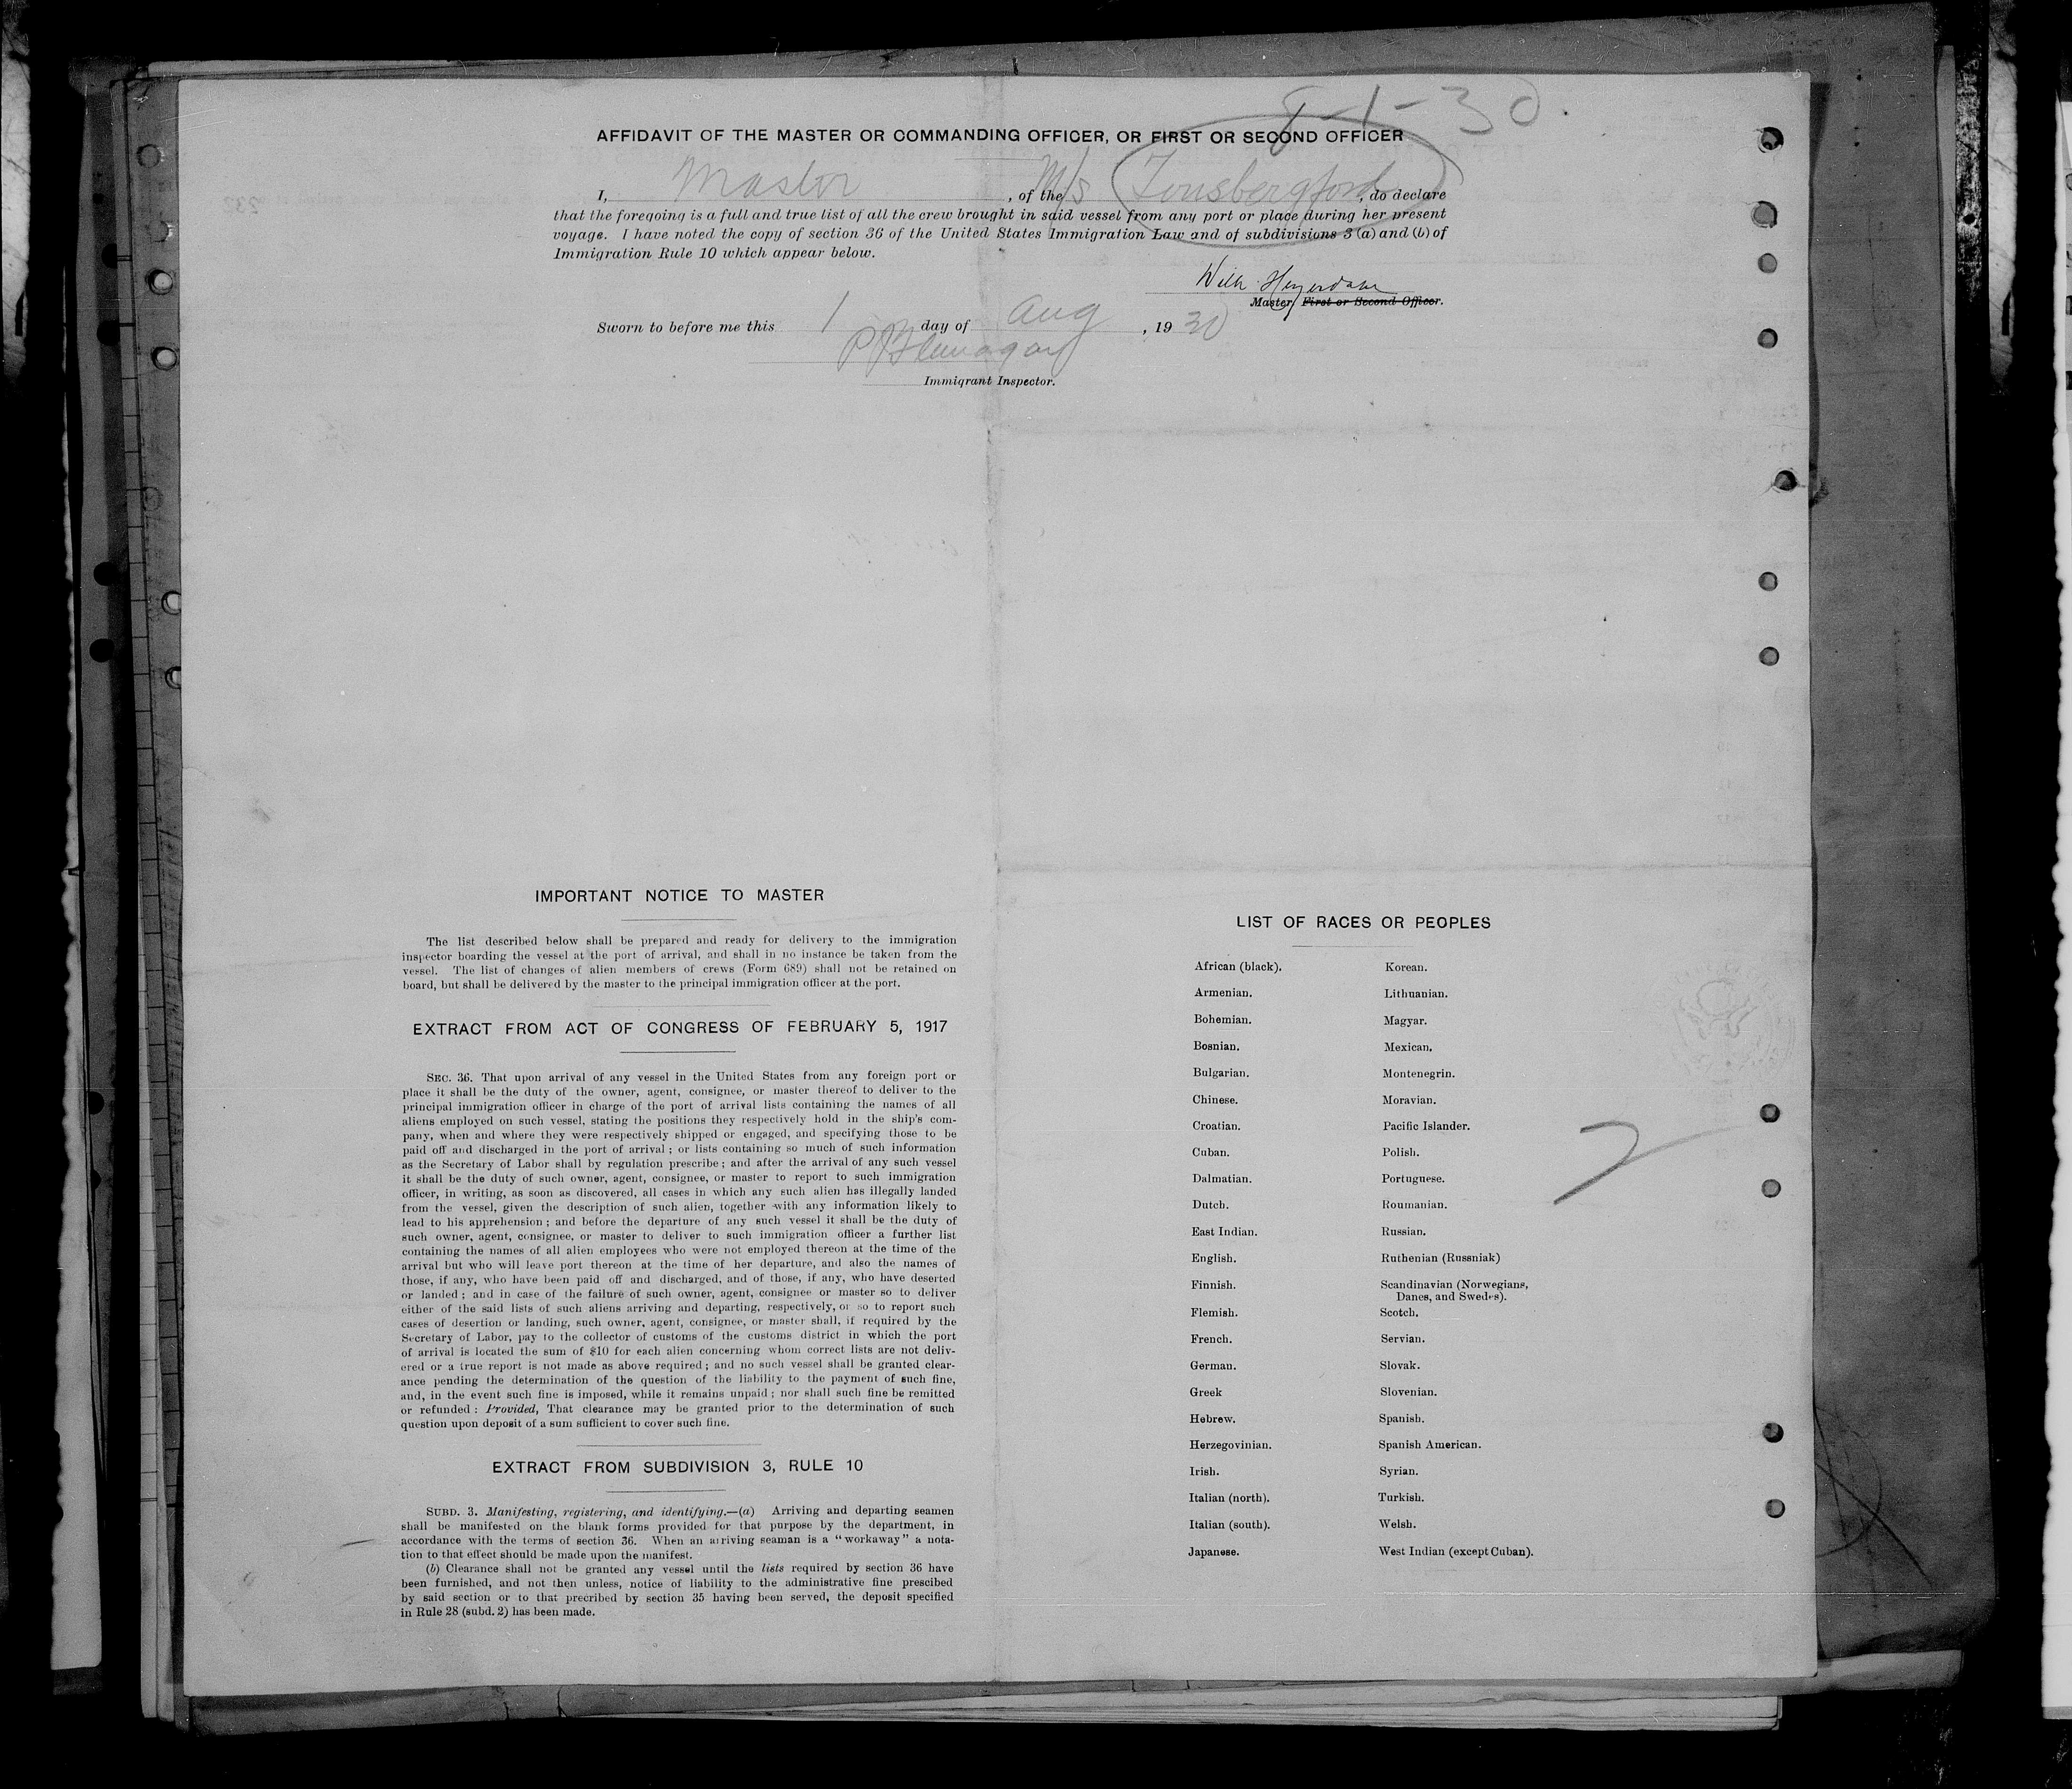 8-1-30.
AFFIDAVIT OF THE MASTER OR COMMANDING OFFICER, OR FIRST OR SECOND OFFICER
I, Master, of the M/S Tonsbergfjord, do declare
that the foregoing is a full and true list of all the crew brought in said vessel from any port or place during her present
voyage. I have noted the copy of section 36 of the United States Immigration Law and of subdivisions 3 (a) and (b) of
Immigration Rule 10 which appear below.
Wilh. Heyerdahl
Master, First or Second Officer.
Sworn to before me this 1 day of Aug, 1930
P Flanagan
Immigrant Inspector.
IMPORTANT NOTICE TO MASTER
The list described below shall be prepared and ready for delivery to the immigration
inspector boarding the vessel at the port of arrival, and shall in no instance be taken from the
vessel. The list of changes of alien members of crews (Form 689) shall not be retained on
board, but shall be delivered by the master to the principal immigration officer at the port.
EXTRACT FROM ACT OF CONGRESS OF FEBRUARY 5, 1917
SEC. 36. That upon arrival of any vessel in the United States from any foreign port or
place it shall be the duty of the owner, agent, consignee, or master thereof to deliver to the
principal immigration officer in charge of the port of arrival lists containing the names of all
aliens employed on such vessel, stating the positions they respectively hold in the ship's com-
pany, when and where they were respectively shipped or engaged, and specifying those to be
paid off and discharged in the port of arrival; or lists containing so much of such information
as the Secretary of Labor shall by regulation prescribe; and after the arrival of any such vessel
it shall be the duty of such owner, agent, consignee, or master to report to such immigration
officer, in writing, as soon as discovered, all cases in which any such alien has illegally landed
from the vessel, given the description of such alien, together with any information likely to
lead to his apprehension; and before the departure of any such vessel it shall be the duty of
such owner, agent, consignee, or master to deliver to such immigration officer a further list
containing the names of all alien employees who were not employed thereon at the time of the
arrival but who will leave port thereon at the time of her departure, and also the names of
those, if any, who have been paid off and discharged, and of those, if any, who have deserted
or landed; and in case of the failure of such owner, agent, consignee or master so to deliver
either of the said lists of such aliens arriving and departing, respectively, or so to report such
cases of desertion or landing, such owner, agent, consignee, or master shall, if required by the
Secretary of Labor, pay to the collector of customs of the customs district in which the port
of arrival is located the sum of $10 for each alien concerning whom correct lists are not deliv-
ered or a true report is not made as above required; and no such vessel shall be granted clear-
ance pending the determination of the question of the liability to the payment of such fine,
and, in the event such fine is imposed, while it remains unpaid; nor shall such fine be remitted
or refunded: Provided, That clearance may be granted prior to the determination of such
question upon deposit of a sum sufficient to cover such fine.
EXTRACT FROM SUBDIVISION 3, RULE 10
SUBD. 3. Manifesting, registering, and identifying.—(a) Arriving and departing seamen
shall be manifested on the blank forms provided for that purpose by the department, in
accordance with the terms of section 36. When an arriving seaman is a "workaway" a nota-
tion to that effect should be made upon the manifest.
(b) Clearance shall not be granted any vessel until the lists required by section 36 have
been furnished, and not then unless, notice of liability to the administrative fine prescibed
by said section or to that precribed by section 35 having been served, the deposit specified
in Rule 28 (subd. 2) has been made.
LIST OF RACES OR PEOPLES
African (black). Korean.
Armenian. Lithuanian.
Bohemian. Magyar.
Bosnian. Mexican.
Bulgarian. Montenegrin.
Chinese. Moravian.
Croatian. Pacific Islander.
Cuban. Polish.
Dalmatian. Portuguese.
Dutch. Roumanian.
East Indian. Russian.
English. Ruthenian (Russniak)
Finnish. Scandinavian (Norwegians,
Danes, and Swedes).
Flemish. Scotch.
French. Servian.
German. Slovak.
Greek Slovenian.
Hebrew. Spanish.
Herzegovinian. Spanish American.
Irish. Syrian.
Italian (north). Turkish.
Italian (south). Welsh.
Japanese. West Indian (except Cuban).